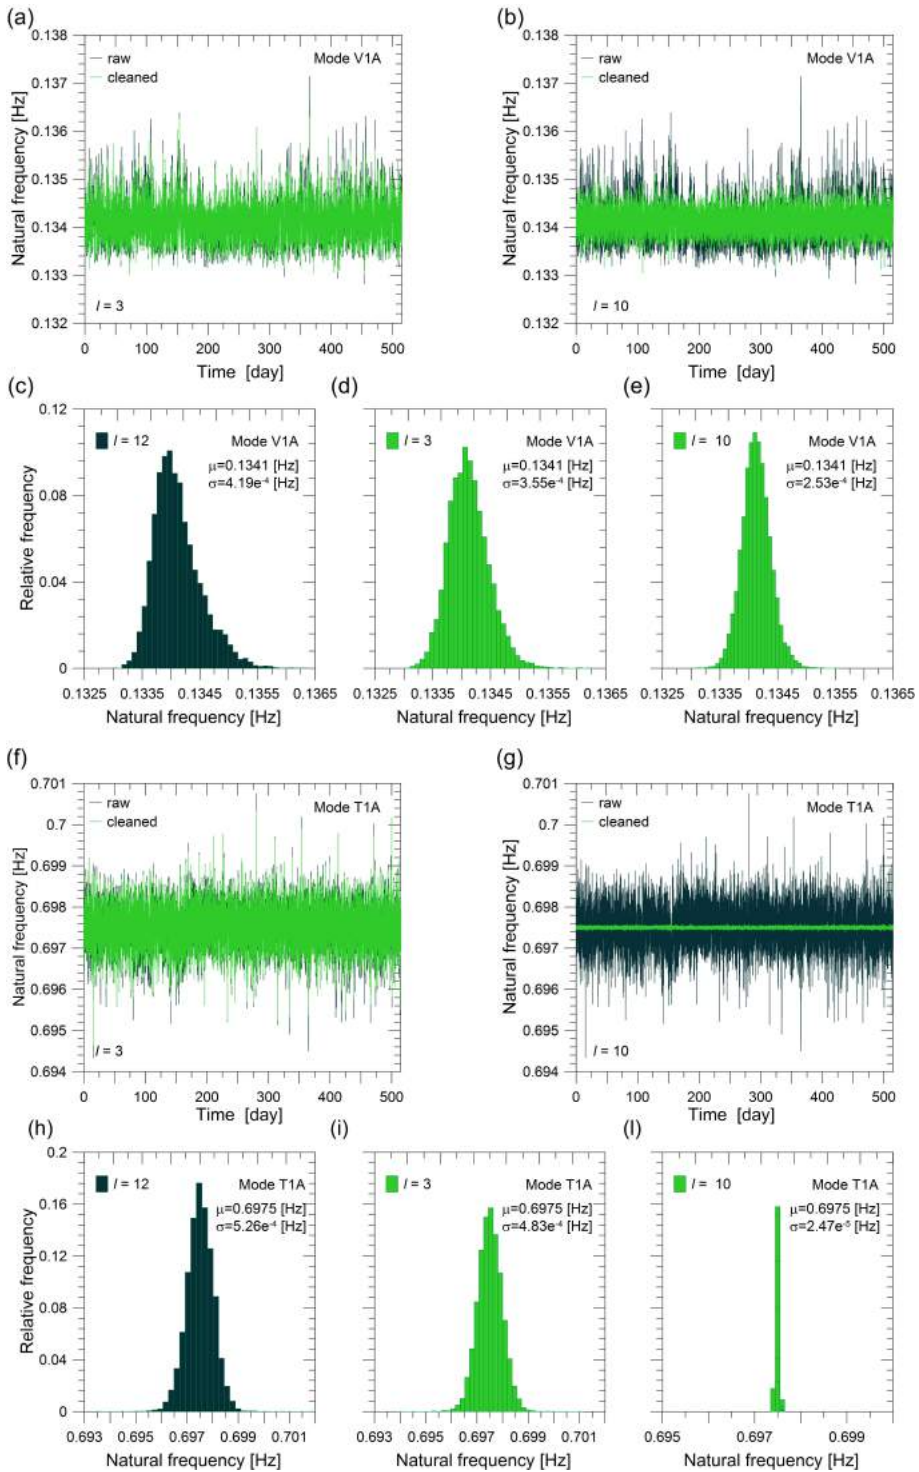 (a)
0.138
0.137
0.136
0.135
0.134
0.133
0.132
Natural frequency [Hz]
raw
cleaned
Mode V1A
l = 3
0 100 200 300 400 500
Time [day]
(b)
0.138
0.137
0.136
0.135
0.134
0.133
0.132
Natural frequency [Hz]
raw
cleaned
Mode V1A
l = 10
0 100 200 300 400 500
Time [day]
(c)
0.12
0.08
0.04
0
Relative frequency
l = 12
Mode V1A
μ=0.1341 [Hz]
σ=4.19e⁻⁴ [Hz]
0.1325 0.1335 0.1345 0.1355 0.1365
Natural frequency [Hz]
(d)
l = 3
Mode V1A
μ=0.1341 [Hz]
σ=3.55e⁻⁴ [Hz]
0.1325 0.1335 0.1345 0.1355 0.1365
Natural frequency [Hz]
(e)
l = 10
Mode V1A
μ=0.1341 [Hz]
σ=2.53e⁻⁴ [Hz]
0.1325 0.1335 0.1345 0.1355 0.1365
Natural frequency [Hz]
(f)
0.701
0.7
0.699
0.698
0.697
0.696
0.695
0.694
Natural frequency [Hz]
raw
cleaned
Mode T1A
l = 3
0 100 200 300 400 500
Time [day]
(g)
0.701
0.7
0.699
0.698
0.697
0.696
0.695
0.694
Natural frequency [Hz]
raw
cleaned
Mode T1A
l = 10
0 100 200 300 400 500
Time [day]
(h)
0.2
0.16
0.12
0.08
0.04
0
Relative frequency
l = 12
Mode T1A
μ=0.6975 [Hz]
σ=5.26e⁻⁴ [Hz]
0.693 0.695 0.697 0.699 0.701
Natural frequency [Hz]
(i)
l = 3
Mode T1A
μ=0.6975 [Hz]
σ=4.83e⁻⁴ [Hz]
0.693 0.695 0.697 0.699 0.701
Natural frequency [Hz]
(l)
l = 10
Mode T1A
μ=0.6975 [Hz]
σ=2.47e⁻⁵ [Hz]
0.695 0.697 0.699
Natural frequency [Hz]